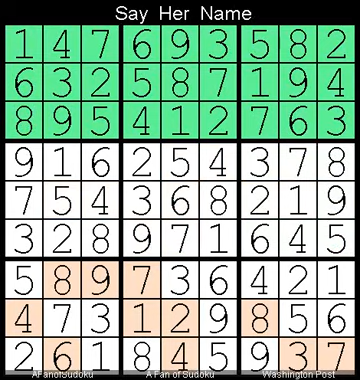 Say Her Name
1 4 7 6 9 3 5 8 2
6 3 2 5 8 7 1 9 4
8 9 5 4 1 2 7 6 3
9 1 6 2 5 4 3 7 8
7 5 4 3 6 8 2 1 9
3 2 8 9 7 1 6 4 5
5 8 9 7 3 6 4 2 1
4 7 3 1 2 9 8 5 6
2 6 1 8 4 5 9 3 7
AFanofSudoku A Fan of Sudoku Washington Post